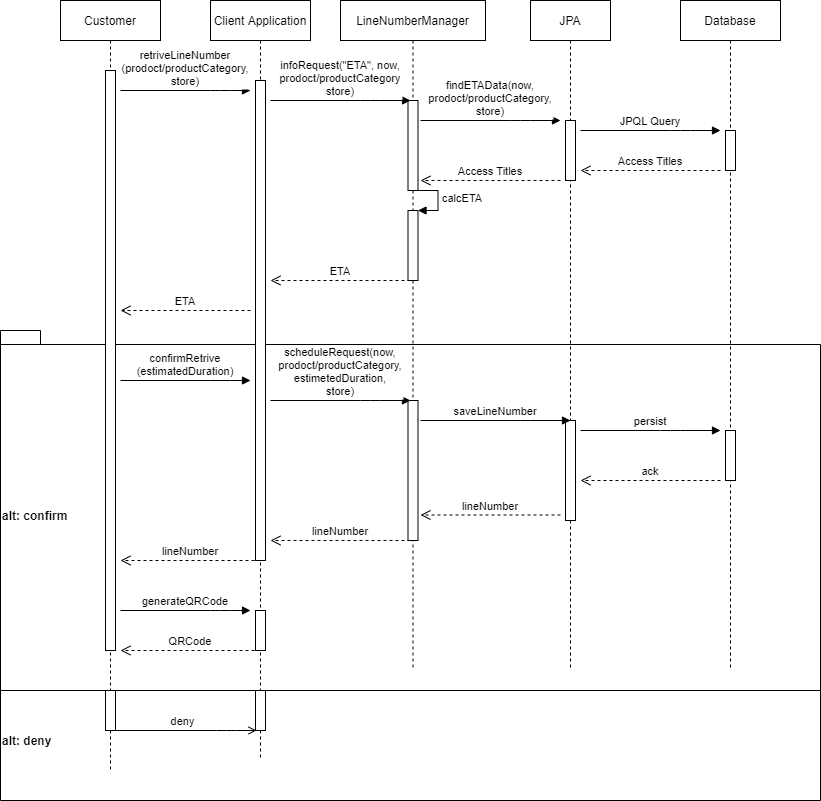 Customer
Client Application
LineNumberManager
JPA
Database
retriveLineNumber
(prodoct/productCategory,
store)
infoRequest("ETA", now,
prodoct/productCategory
store)
findETAData(now,
prodoct/productCategory,
store)
JPQL Query
Access Titles
Access Titles
calcETA
ETA
ETA
confirmRetrive
(estimatedDuration)
scheduleRequest(now,
prodoct/productCategory,
estimetedDuration,
store)
saveLineNumber
persist
ack
lineNumber
alt: confirm
lineNumber
lineNumber
generateQRCode
QRCode
deny
alt: deny